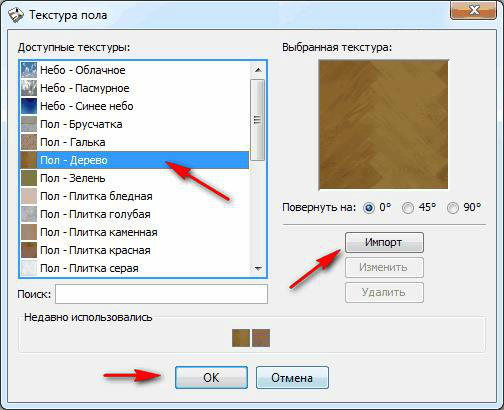 Текстура пола
Доступные текстуры:
Небо - Облачное
Небо - Пасмурное
Небо - Синее небо
Пол - Брусчатка
Пол - Галька
Пол - Дерево
Пол - Зелень
Пол - Плитка бледная
Пол - Плитка голубая
Пол - Плитка каменная
Пол - Плитка красная
Пол - Плитка серая
Поиск:
Выбранная текстура:
Повернуть на: 0° 45° 90°
Импорт
Изменить
Удалить
Недавно использовались
OK Отмена